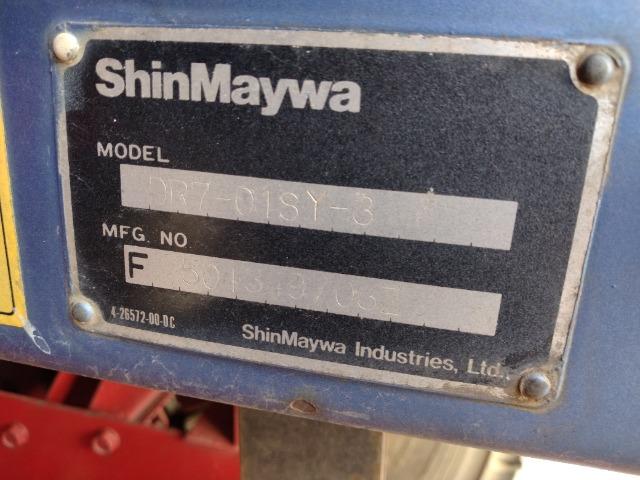 ShinMaywa
MODEL
DR7-01SY-3
MFG. NO
F
4-26572-00-DC
ShinMaywa Industries, Ltd.